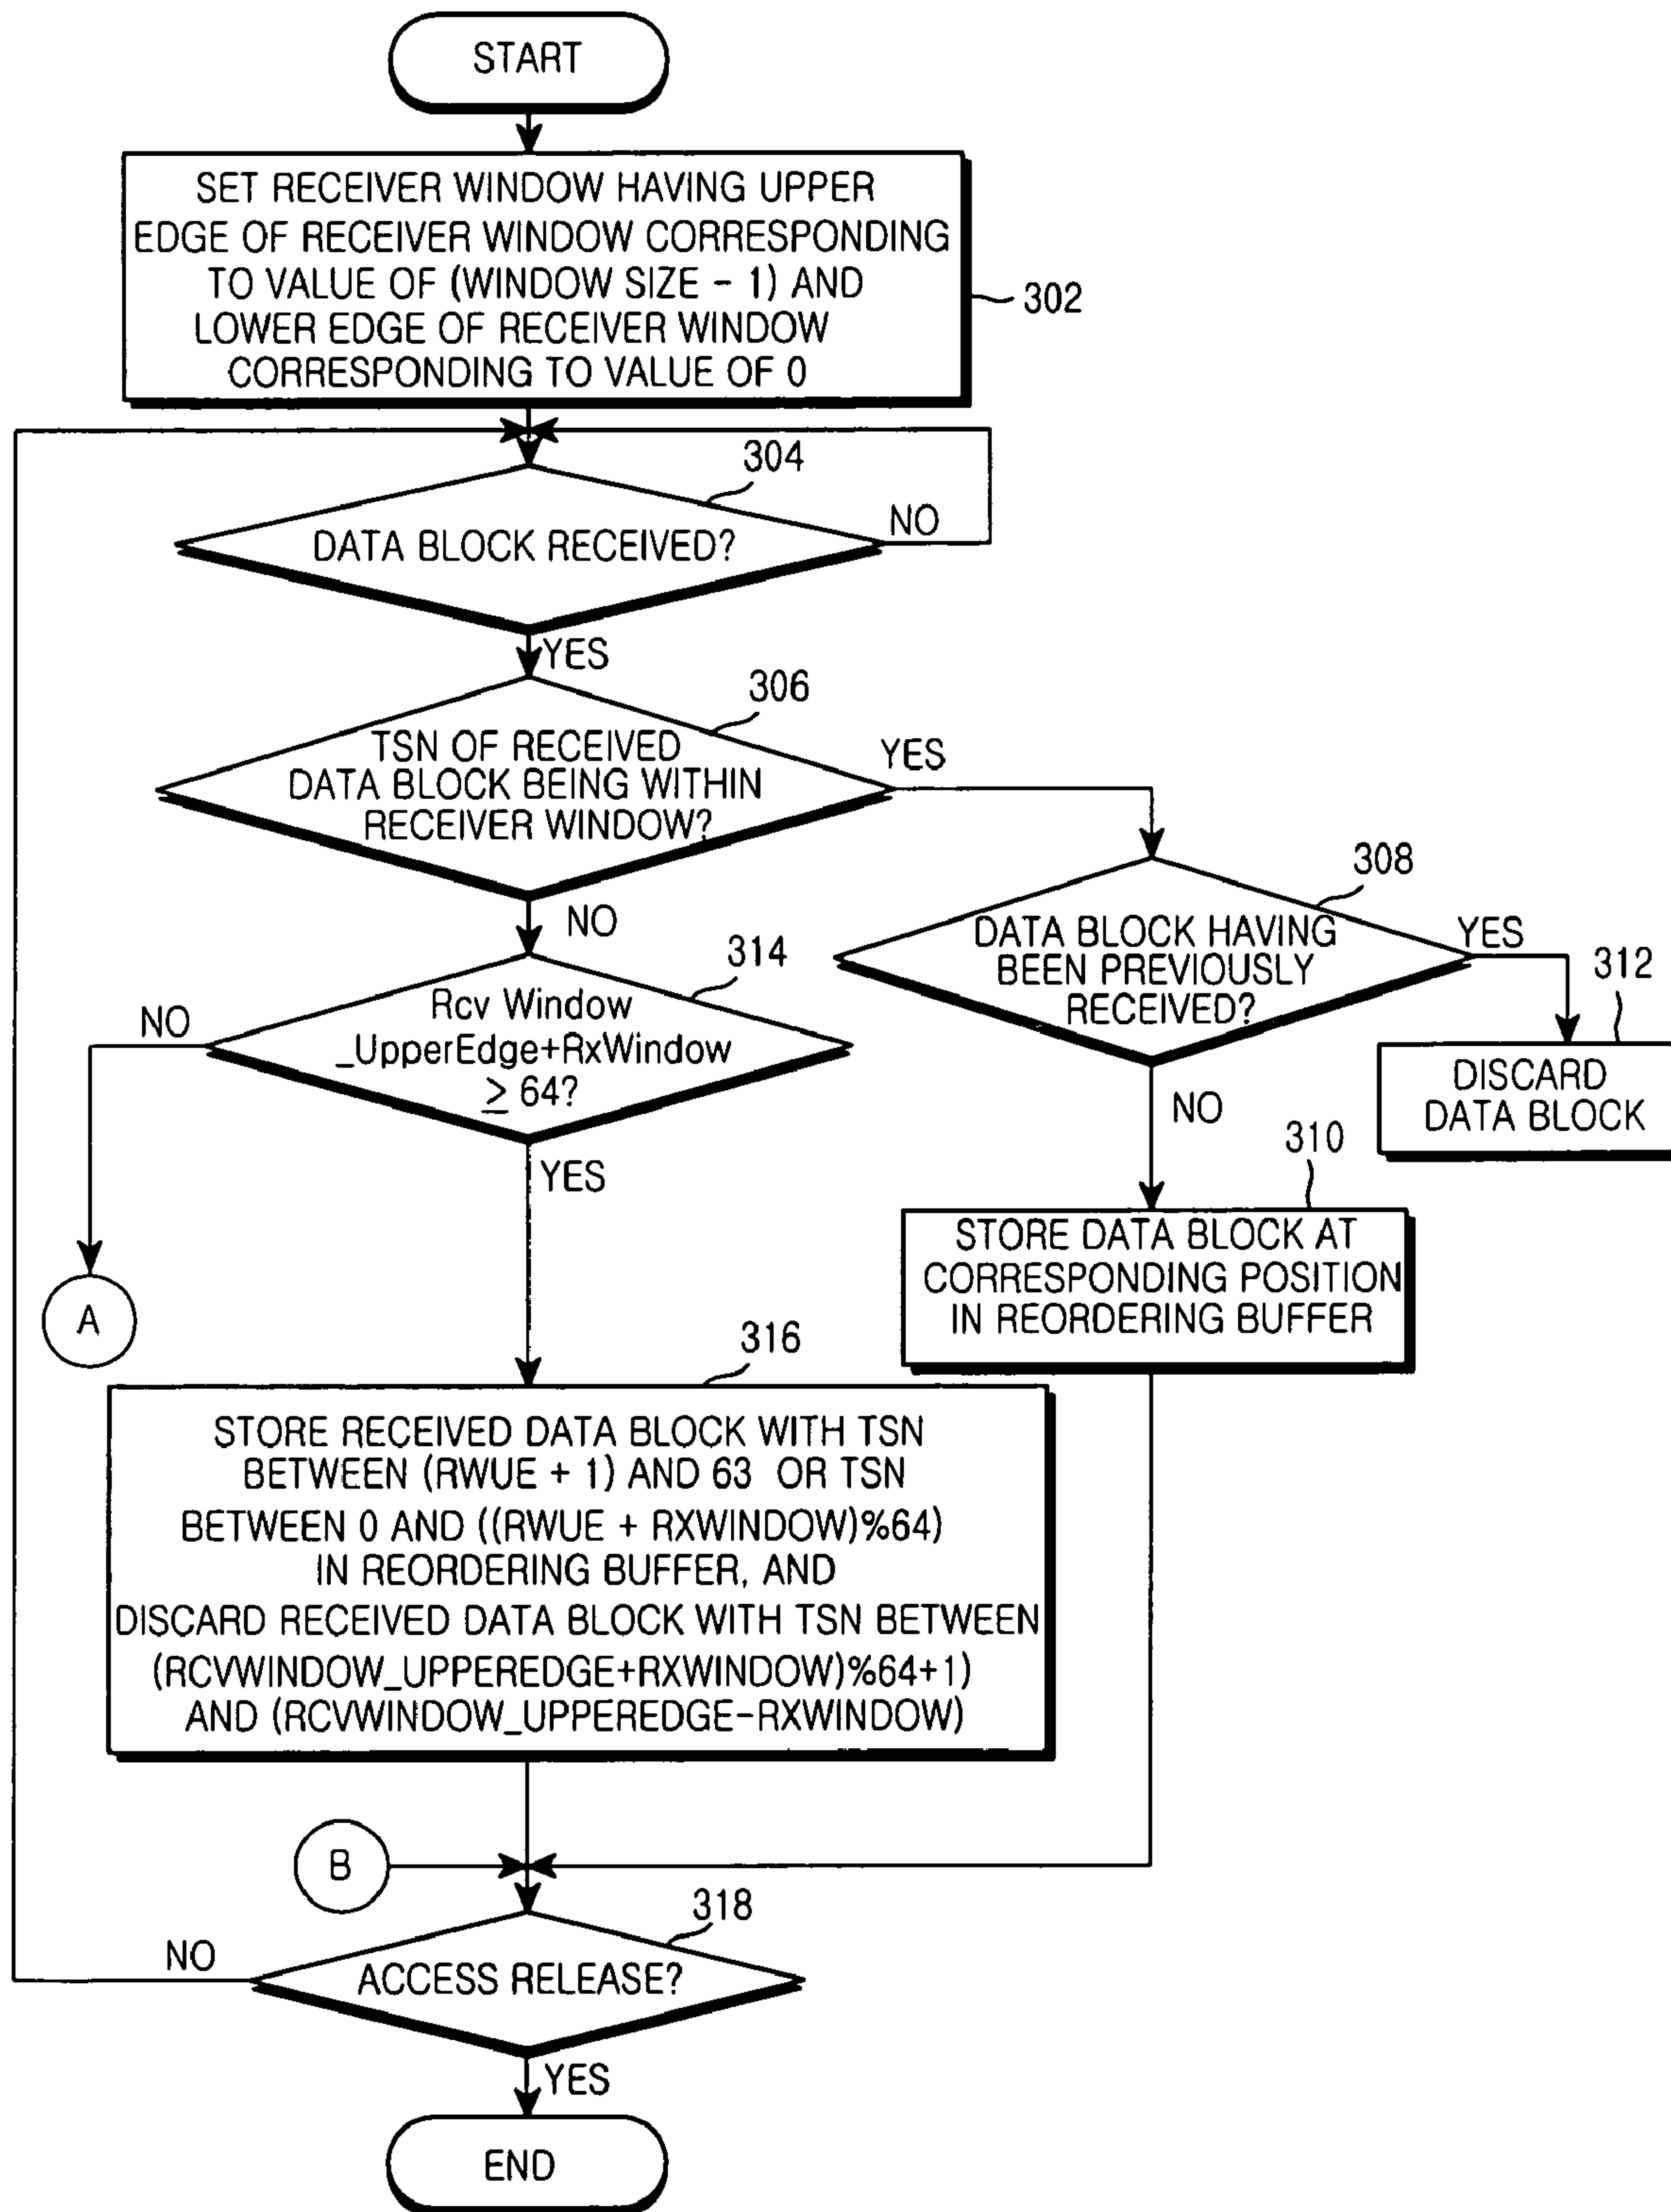 START
SET RECEIVER WINDOW HAVING UPPER
EDGE OF RECEIVER WINDOW CORRESPONDING
TO VALUE OF (WINDOW SIZE - 1) AND
LOWER EDGE OF RECEIVER WINDOW
CORRESPONDING TO VALUE OF 0
302
304
DATA BLOCK RECEIVED?
NO
YES
306
TSN OF RECEIVED
DATA BLOCK BEING WITHIN
RECEIVER WINDOW?
YES
NO
308
DATA BLOCK HAVING
BEEN PREVIOUSLY
RECEIVED?
YES
312
DISCARD
DATA BLOCK
NO
310
STORE DATA BLOCK AT
CORRESPONDING POSITION
IN REORDERING BUFFER
314
Rcv Window
_UpperEdge+RxWindow
≥ 64?
NO
A
YES
316
STORE RECEIVED DATA BLOCK WITH TSN
BETWEEN (RWUE + 1) AND 63 OR TSN
BETWEEN 0 AND ((RWUE + RXWINDOW)%64)
IN REORDERING BUFFER, AND
DISCARD RECEIVED DATA BLOCK WITH TSN BETWEEN
(RCVWINDOW_UPPEREDGE+RXWINDOW)%64+1)
AND (RCVWINDOW_UPPEREDGE-RXWINDOW)
B
318
ACCESS RELEASE?
NO
YES
END